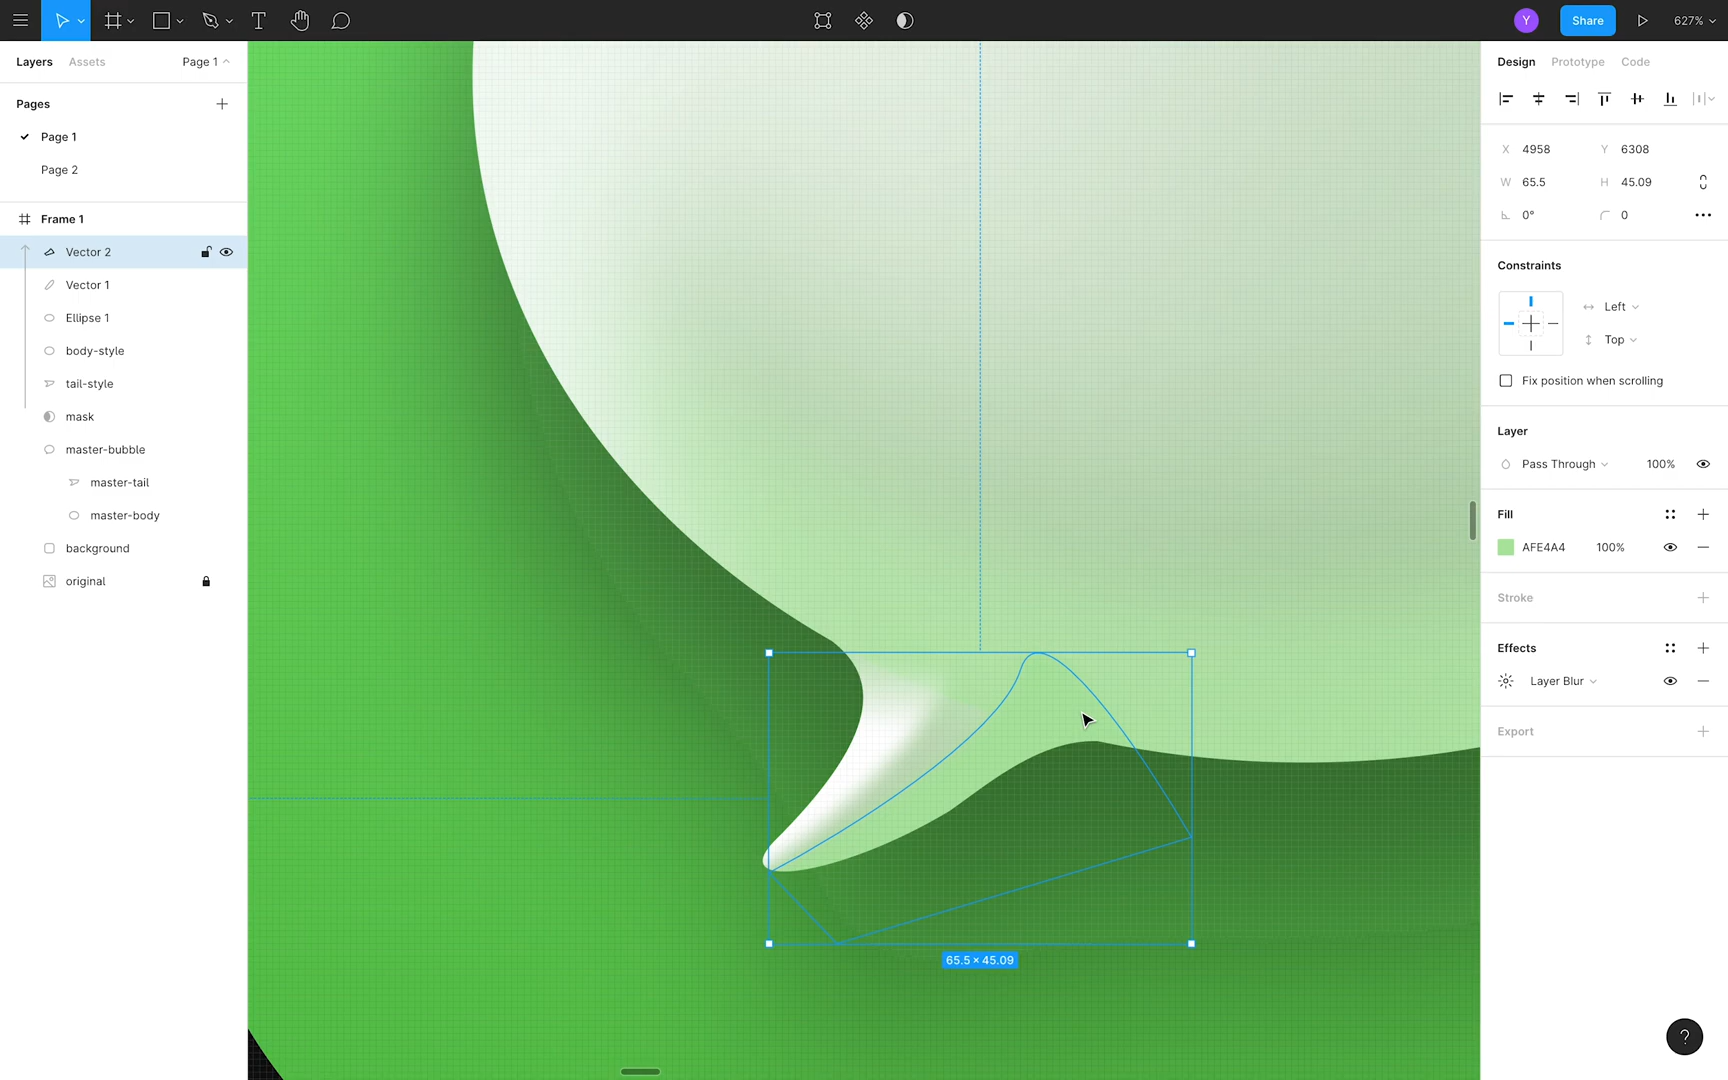 Y
Share
627%
Layers
Assets
Page 1
Pages
Page 1
Page 2
Frame 1
Vector 2
Vector 1
Ellipse 1
body-style
tail-style
mask
master-bubble
master-tail
master-body
background
original
65.5 × 45.09
Design
Prototype
Code
X 4958
Y 6308
W 65.5
H 45.09
0°
0
Constraints
Left
Top
Fix position when scrolling
Layer
Pass Through
100%
Fill
AFE4A4
100%
Stroke
Effects
Layer Blur
Export
?